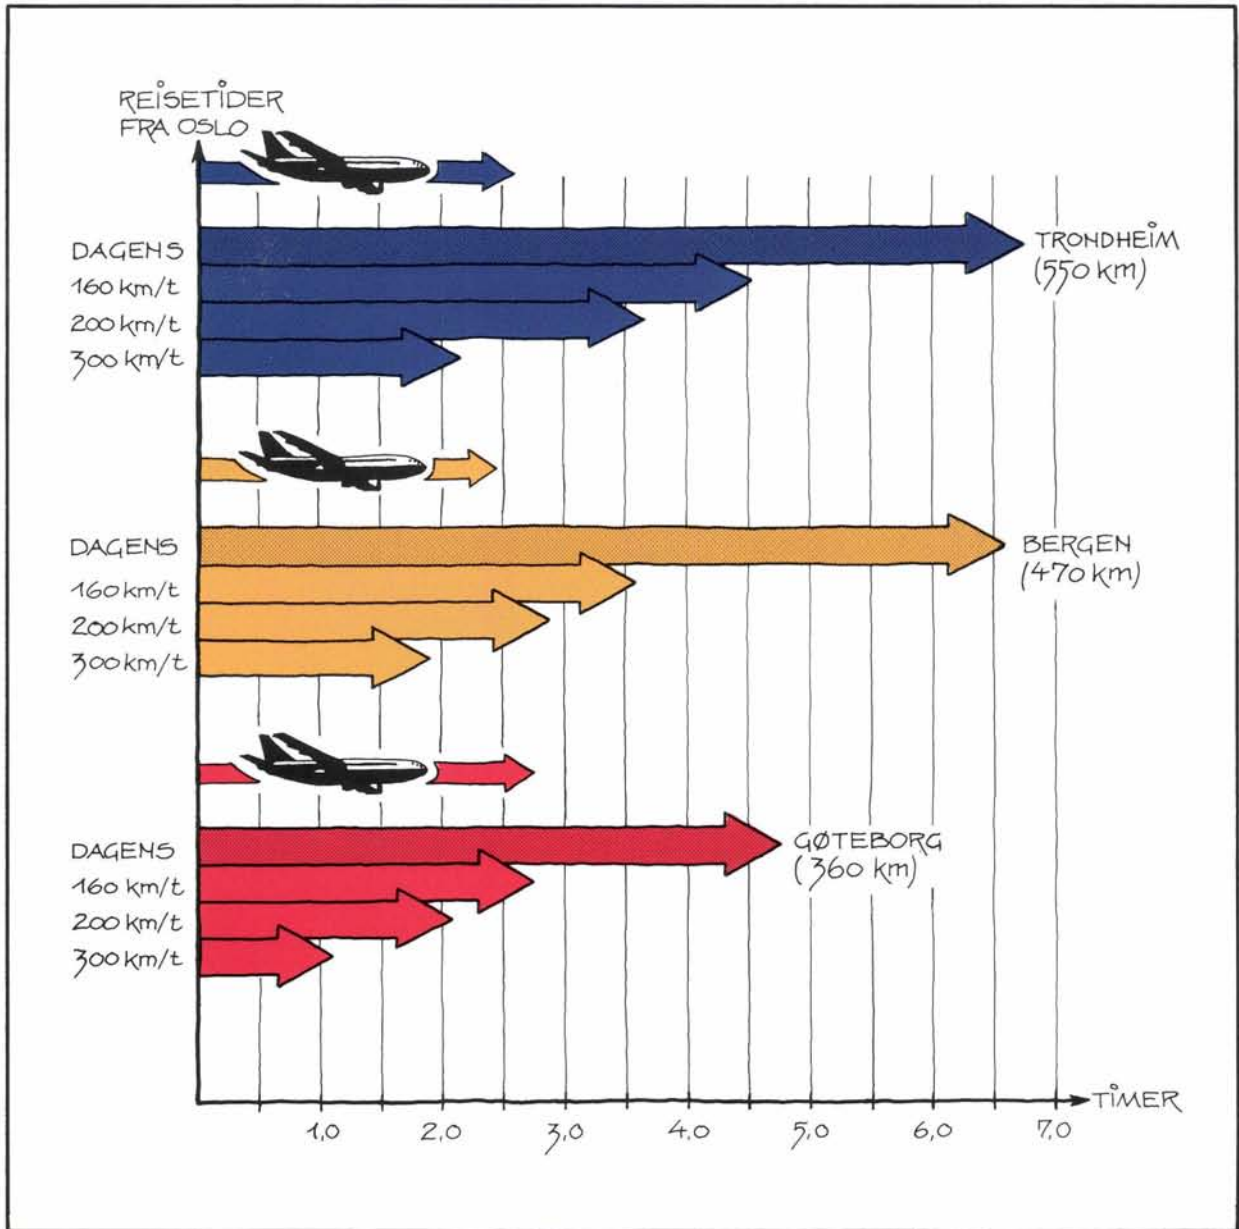 REISETIDER
FRA OSLO
DAGENS
160 km/t
200 km/t
300 km/t
TRONDHEIM
(550 km)
DAGENS
160 km/t
200 km/t
300 km/t
BERGEN
(470 km)
DAGENS
160 km/t
200 km/t
300 km/t
GØTEBORG
(360 km)
1,0 2,0 3,0 4,0 5,0 6,0 7,0 TIMER